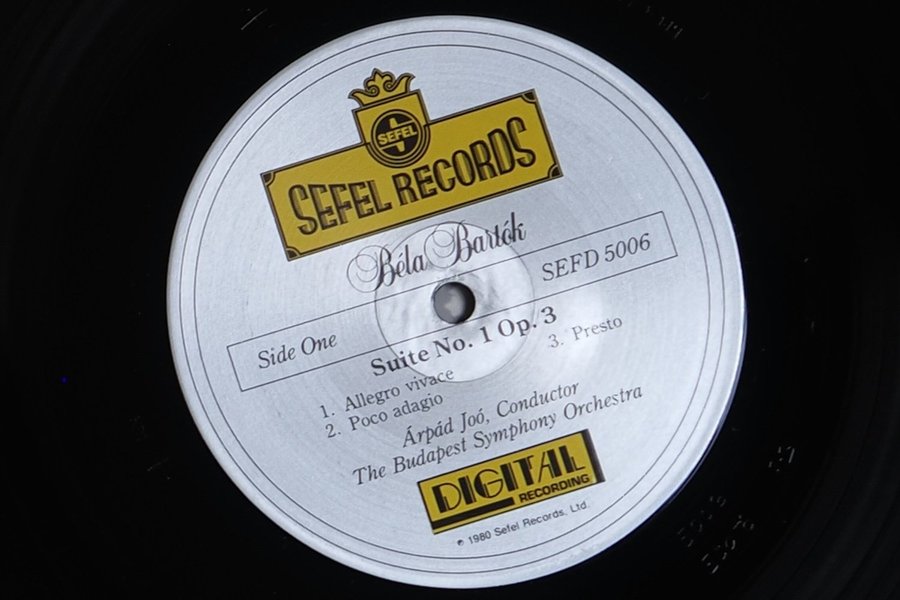 SEFEL
SEFEL RECORDS
Béla Bartók
Side One
SEFD 5006
Suite No. 1 Op. 3
1. Allegro vivace
2. Poco adagio
3. Presto
Árpád Joó, Conductor
The Budapest Symphony Orchestra
DIGITAL
RECORDING
℗ 1980 Sefel Records, Ltd.